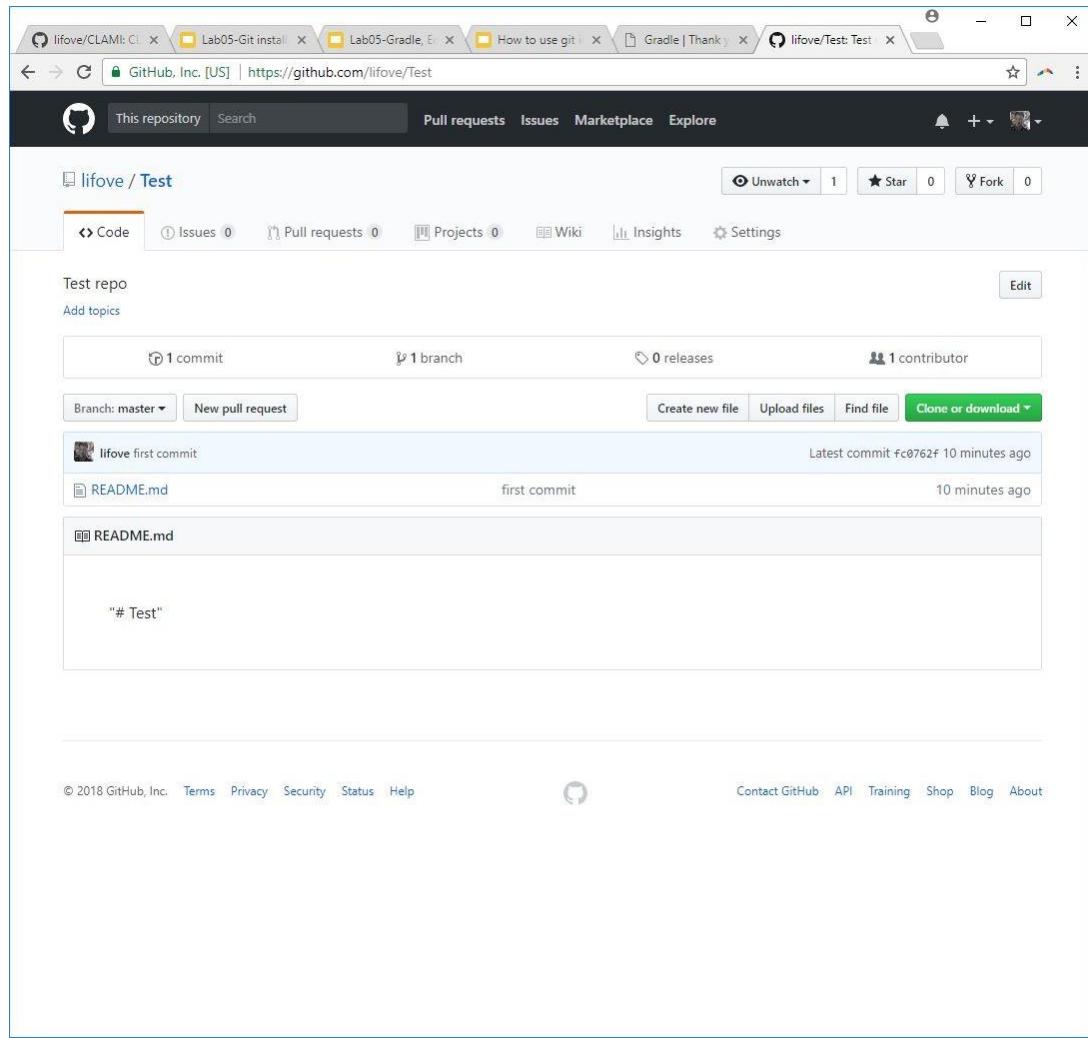 lifove/CLAMI: Cl
Lab05-Git install
Lab05-Gradle, E
How to use git i
Gradle | Thank y
lifove/Test: Test
GitHub, Inc. [US] | https://github.com/lifove/Test
This repository Search Pull requests Issues Marketplace Explore
lifove / Test
Unwatch 1 Star 0 Fork 0
Code Issues 0 Pull requests 0 Projects 0 Wiki Insights Settings
Test repo Edit
Add topics
1 commit 1 branch 0 releases 1 contributor
Branch: master New pull request Create new file Upload files Find file Clone or download
lifove first commit Latest commit fc0762f 10 minutes ago
README.md first commit 10 minutes ago
README.md
"# Test"
© 2018 GitHub, Inc. Terms Privacy Security Status Help Contact GitHub API Training Shop Blog About